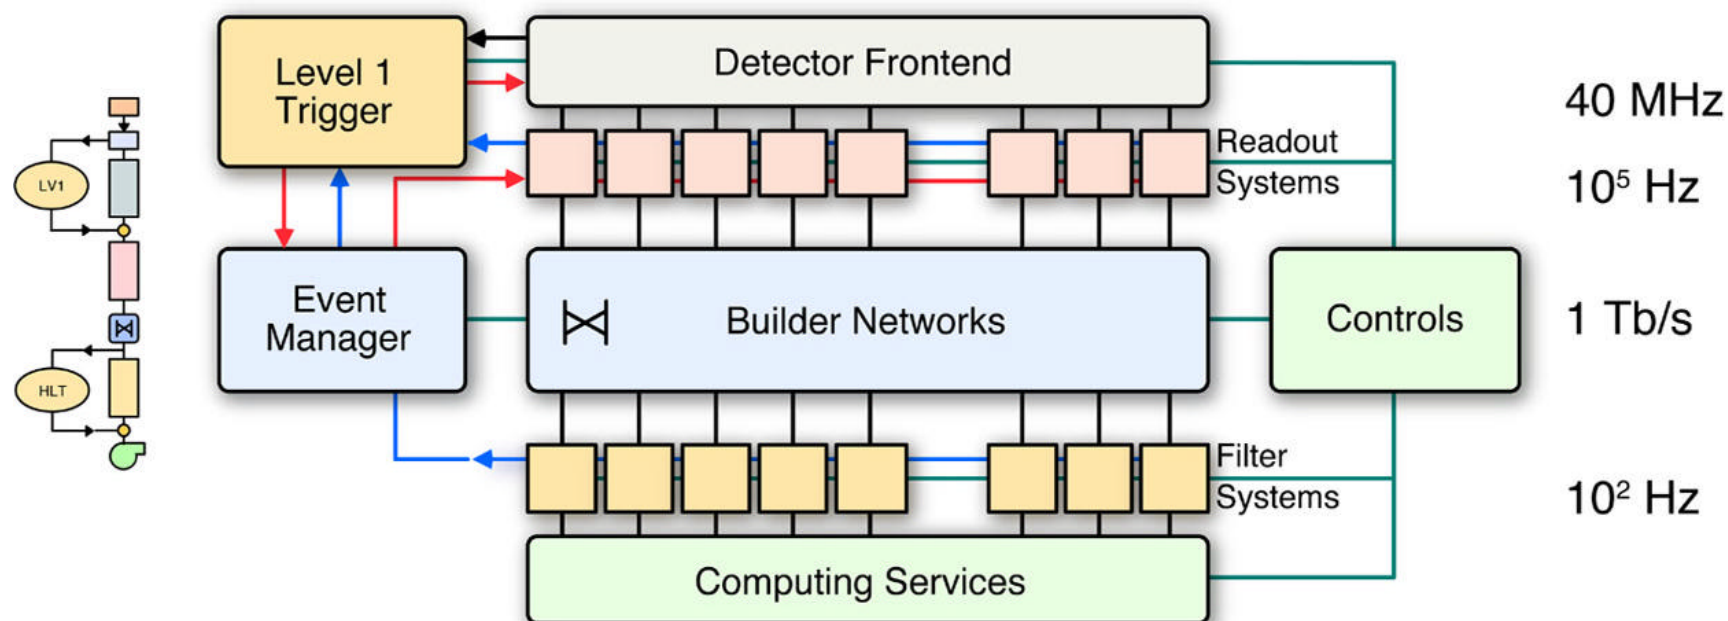 Level 1
Trigger
Detector Frontend
40 MHz
Readout
Systems
10⁵ Hz
LV1
Event
Manager
Builder Networks
Controls
1 Tb/s
HLT
Filter
Systems
10² Hz
Computing Services